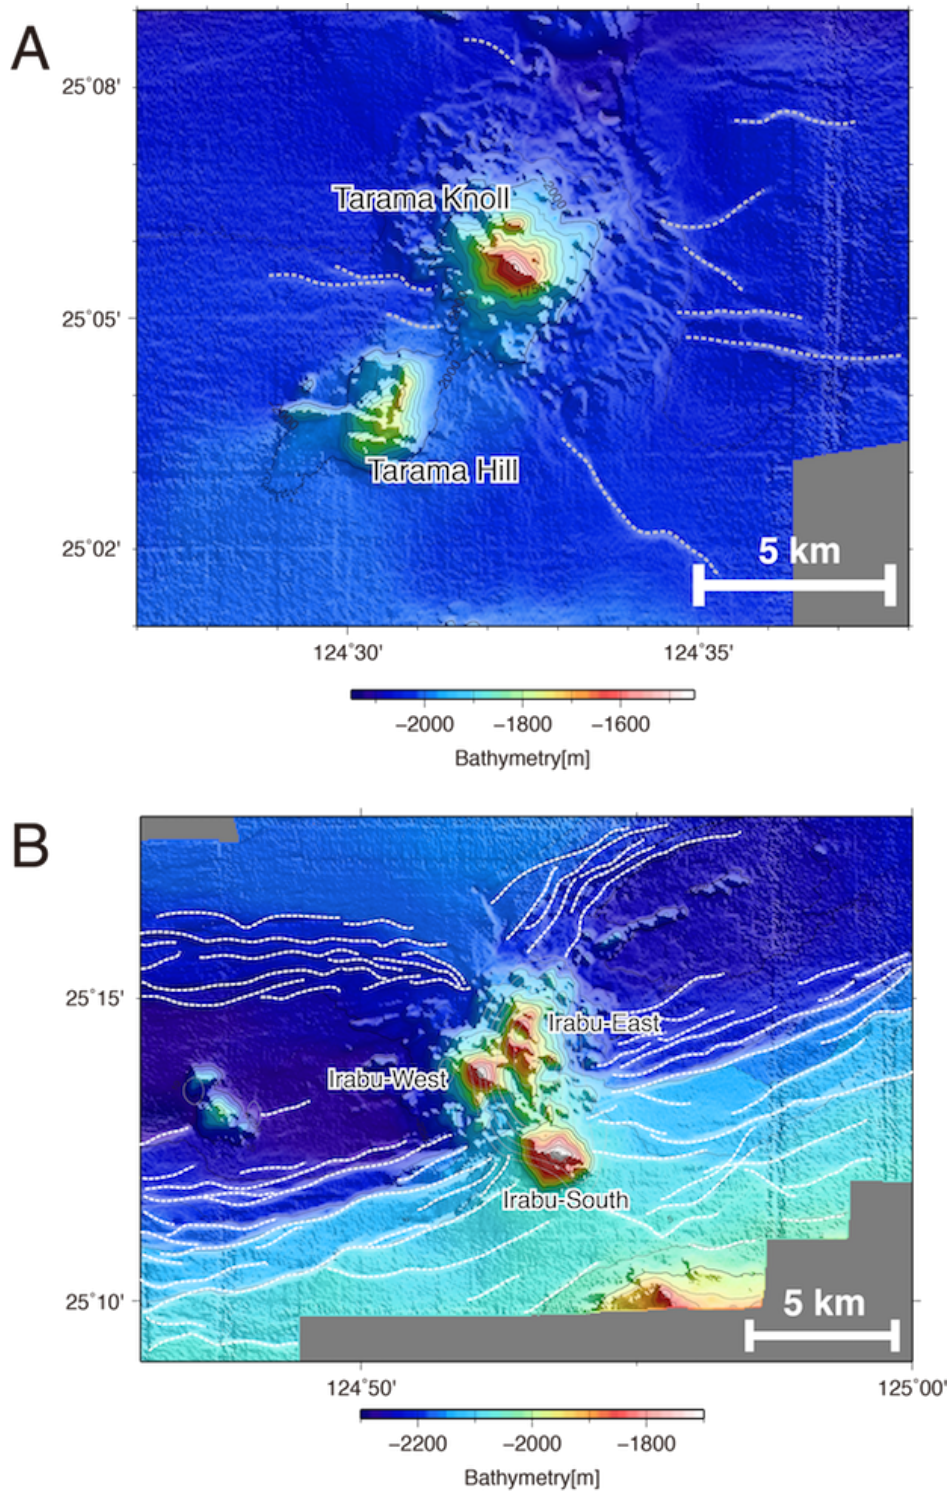 A
25°08'
Tarama Knoll
2000
25°05'
2000
Tarama Hill
25°02'
5 km
124°30'
124°35'
−2000
−1800
−1600
Bathymetry[m]
B
25°15'
Irabu-East
Irabu-West
Irabu-South
25°10'
5 km
124°50'
125°00'
−2200
−2000
−1800
Bathymetry[m]